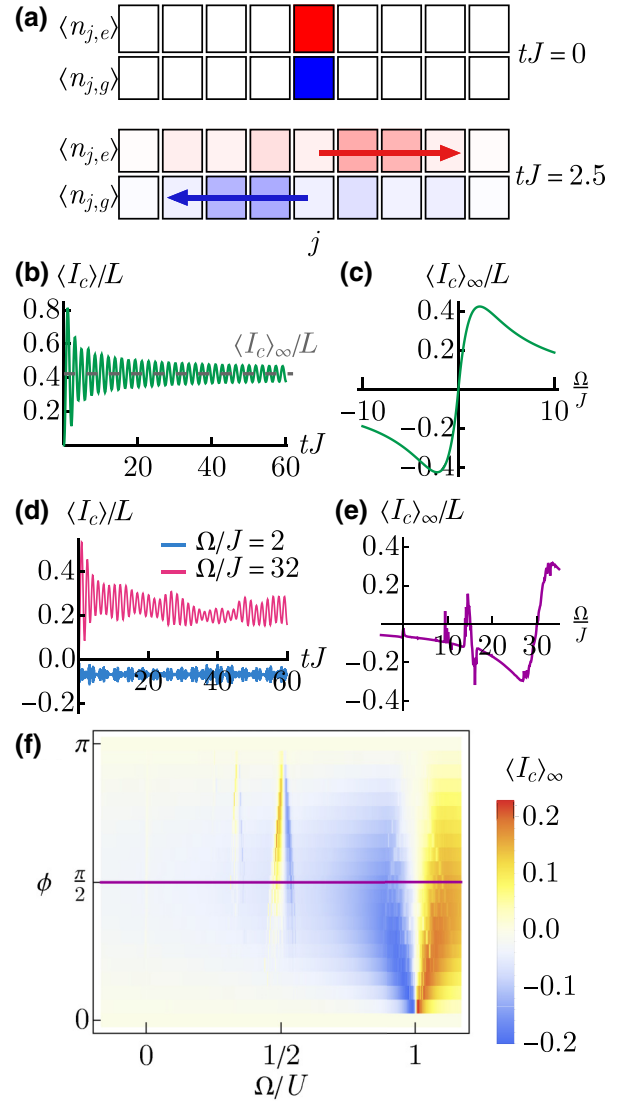 (a)
⟨n_{j,e}⟩
⟨n_{j,g}⟩
tJ = 0
⟨n_{j,e}⟩
⟨n_{j,g}⟩
tJ = 2.5
j
(b) ⟨I_c⟩/L
0.8
0.6
0.4
0.2
⟨I_c⟩_∞/L
20 40 60
tJ
(c) ⟨I_c⟩_∞/L
0.4
0.2
−10
10
Ω/J
−0.2
−0.4
(d) ⟨I_c⟩/L
Ω/J = 2
Ω/J = 32
0.4
0.2
0.0
−0.2
20 40 60
tJ
(e) ⟨I_c⟩_∞/L
0.4
0.2
10 20 30
Ω/J
−0.2
−0.4
(f)
π
ϕ π/2
0
0 1/2 1
Ω/U
⟨I_c⟩_∞
0.2
0.1
0.0
−0.1
−0.2